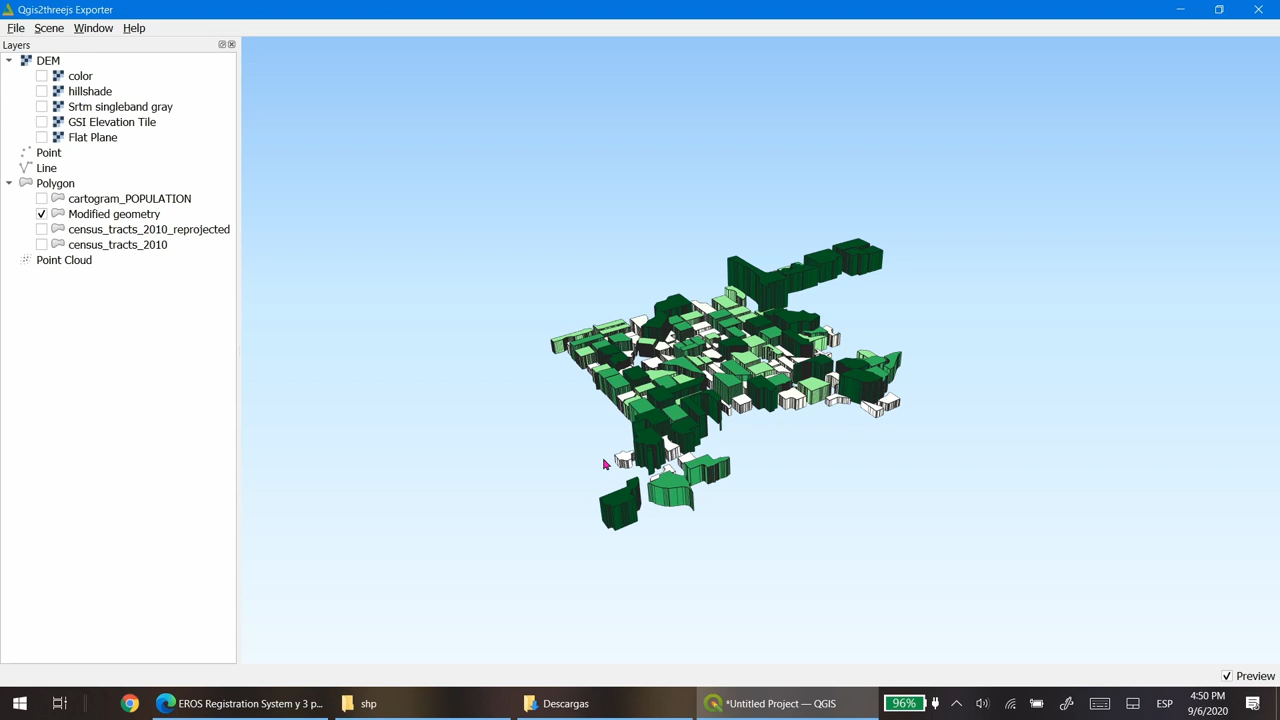 Qgis2threejs Exporter
File Scene Window Help
Layers
DEM
color
hillshade
Srtm singleband gray
GSI Elevation Tile
Flat Plane
Point
Line
Polygon
cartogram_POPULATION
Modified geometry
census_tracts_2010_reprojected
census_tracts_2010
Point Cloud
Preview
EROS Registration System y 3 p...
shp
Descargas
*Untitled Project — QGIS
96%
ESP
4:50 PM
9/6/2020